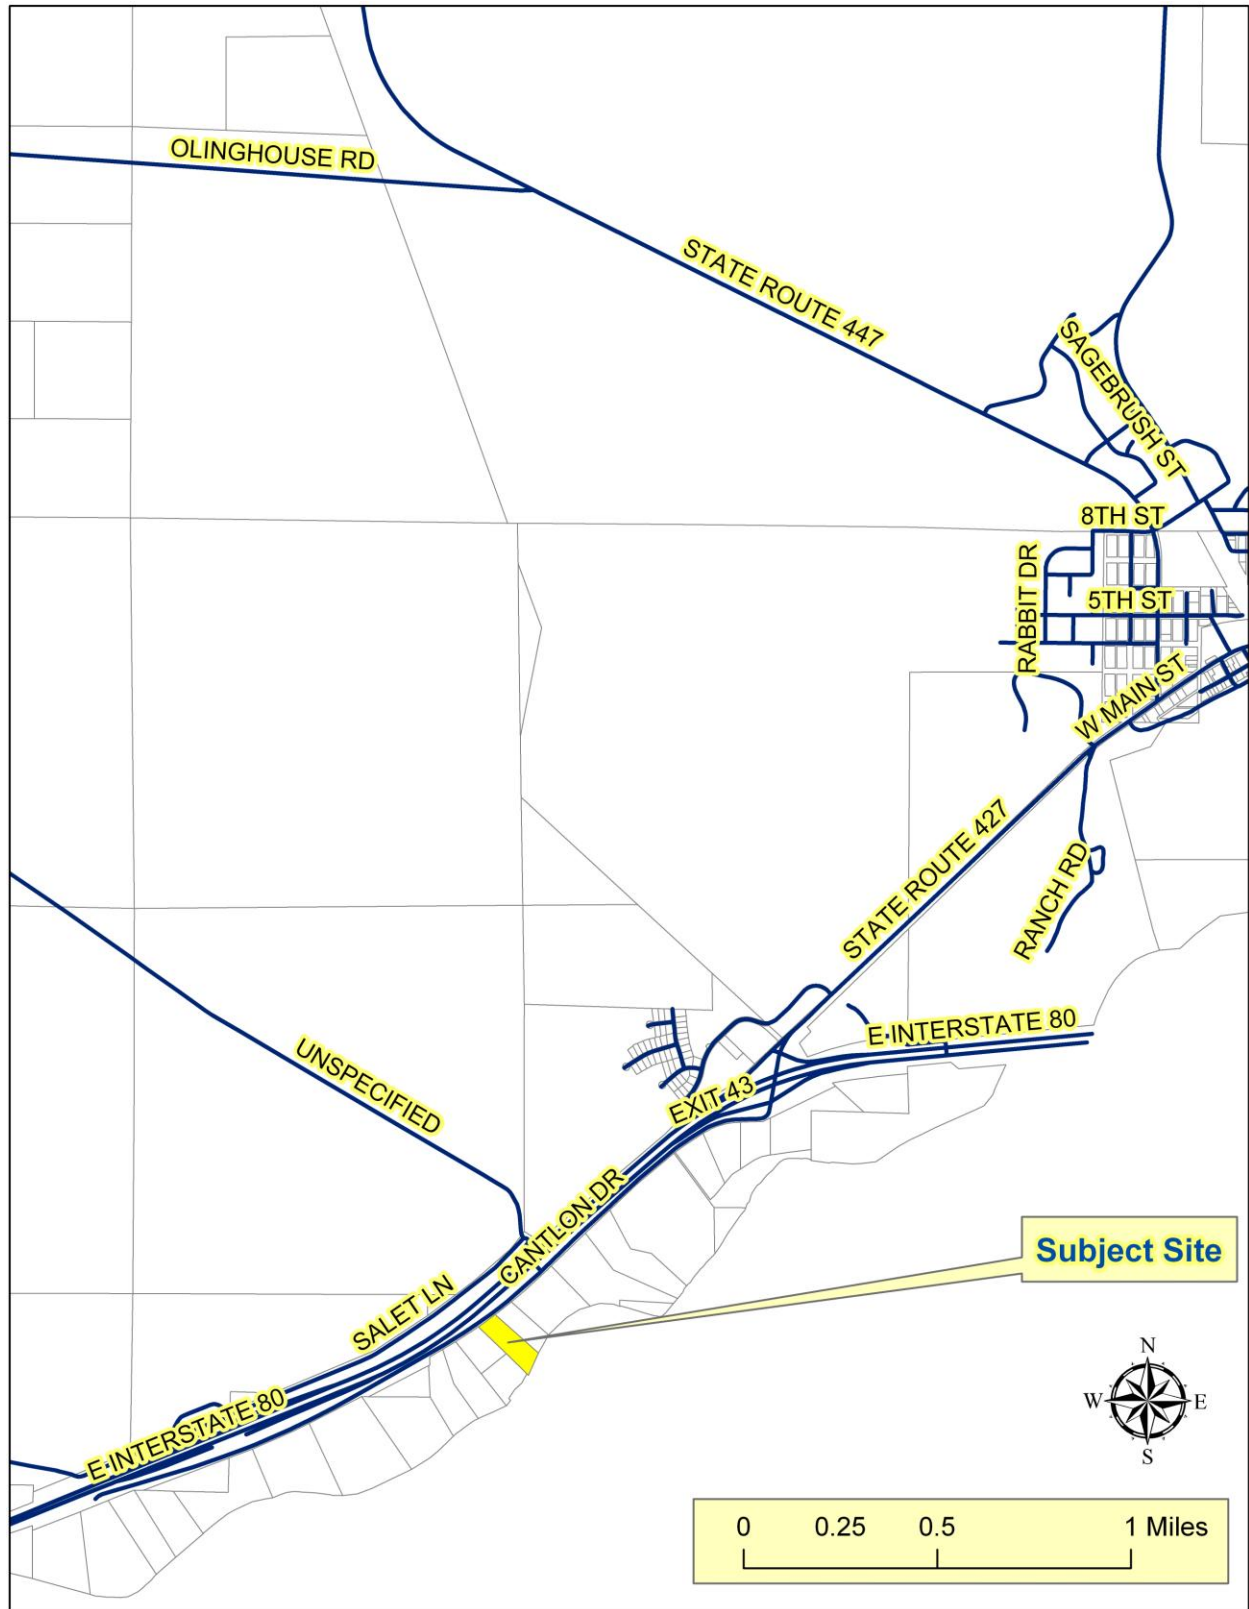 OLINGHOUSE RD
STATE ROUTE 447
SAGEBRUSH ST
8TH ST
RABBIT DR
5TH ST
W MAIN ST
STATE ROUTE 427
RANCH RD
E INTERSTATE 80
UNSPECIFIED
EXIT 43
CANTLON DR
Subject Site
SALET LN
E INTERSTATE 80
N
W E
S
0 0.25 0.5 1 Miles